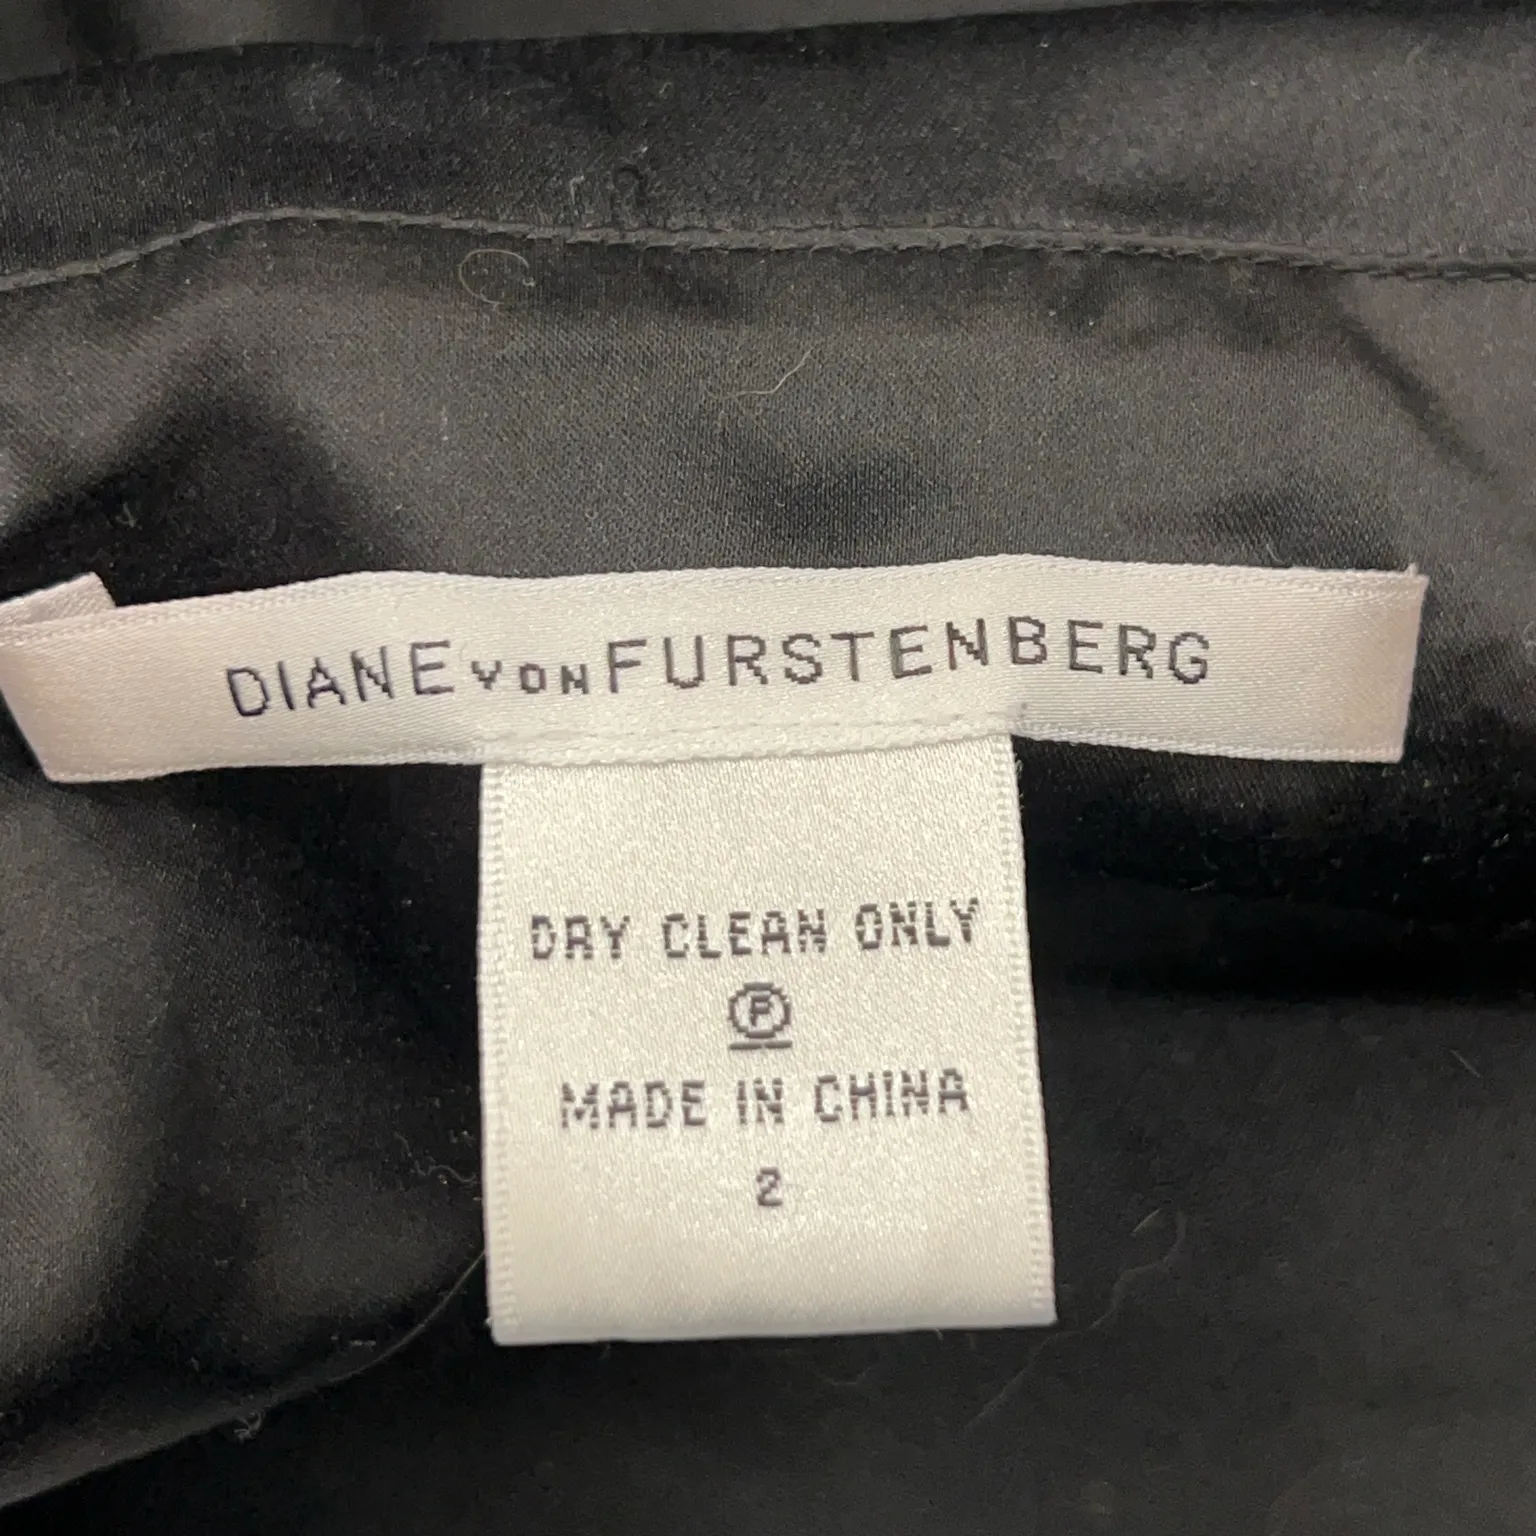 DIANE VON FURSTENBERG
DRY CLEAN ONLY
P
MADE IN CHINA
2